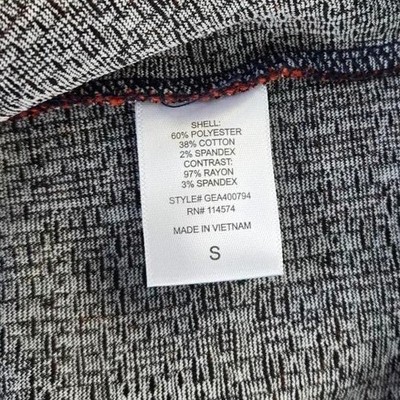 SHELL:
60% POLYESTER
38% COTTON
2% SPANDEX
CONTRAST:
97% RAYON
3% SPANDEX
STYLE# GEA400794
RN# 114574
MADE IN VIETNAM
S